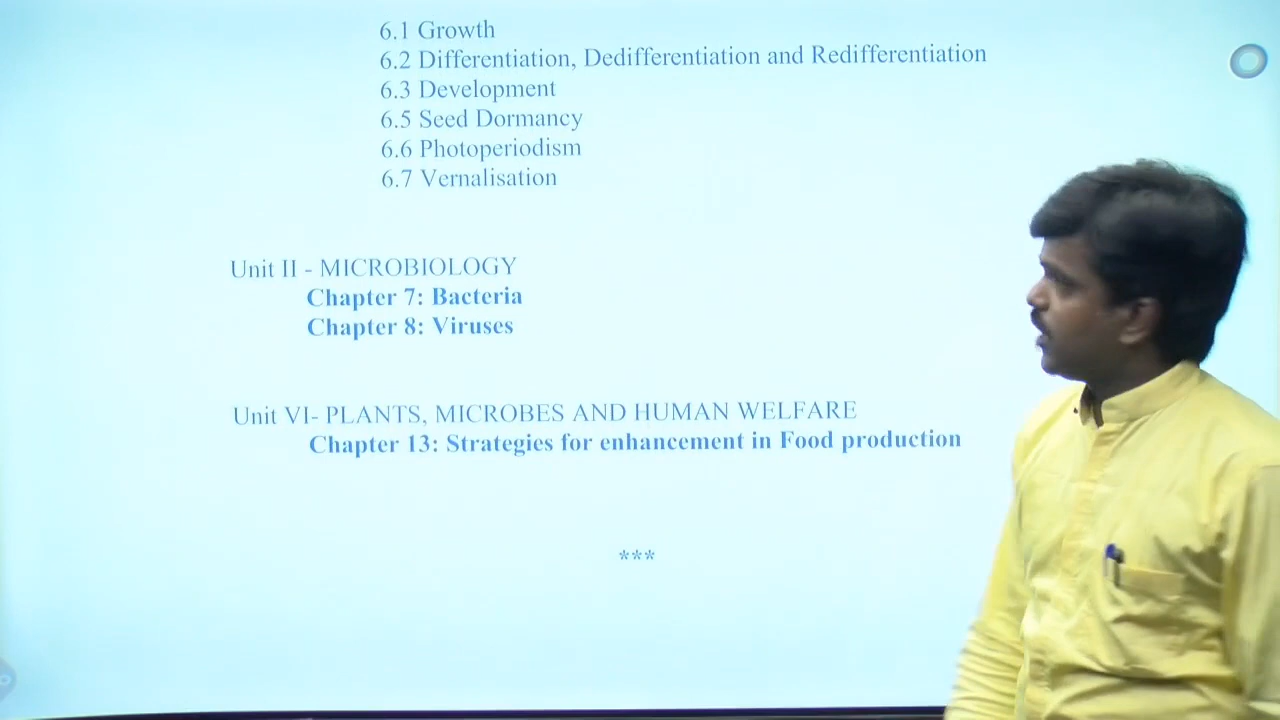 6.1 Growth
6.2 Differentiation, Dedifferentiation and Redifferentiation
6.3 Development
6.5 Seed Dormancy
6.6 Photoperiodism
6.7 Vernalisation
Unit II - MICROBIOLOGY
Chapter 7: Bacteria
Chapter 8: Viruses
Unit VI- PLANTS, MICROBES AND HUMAN WELFARE
Chapter 13: Strategies for enhancement in Food production
***